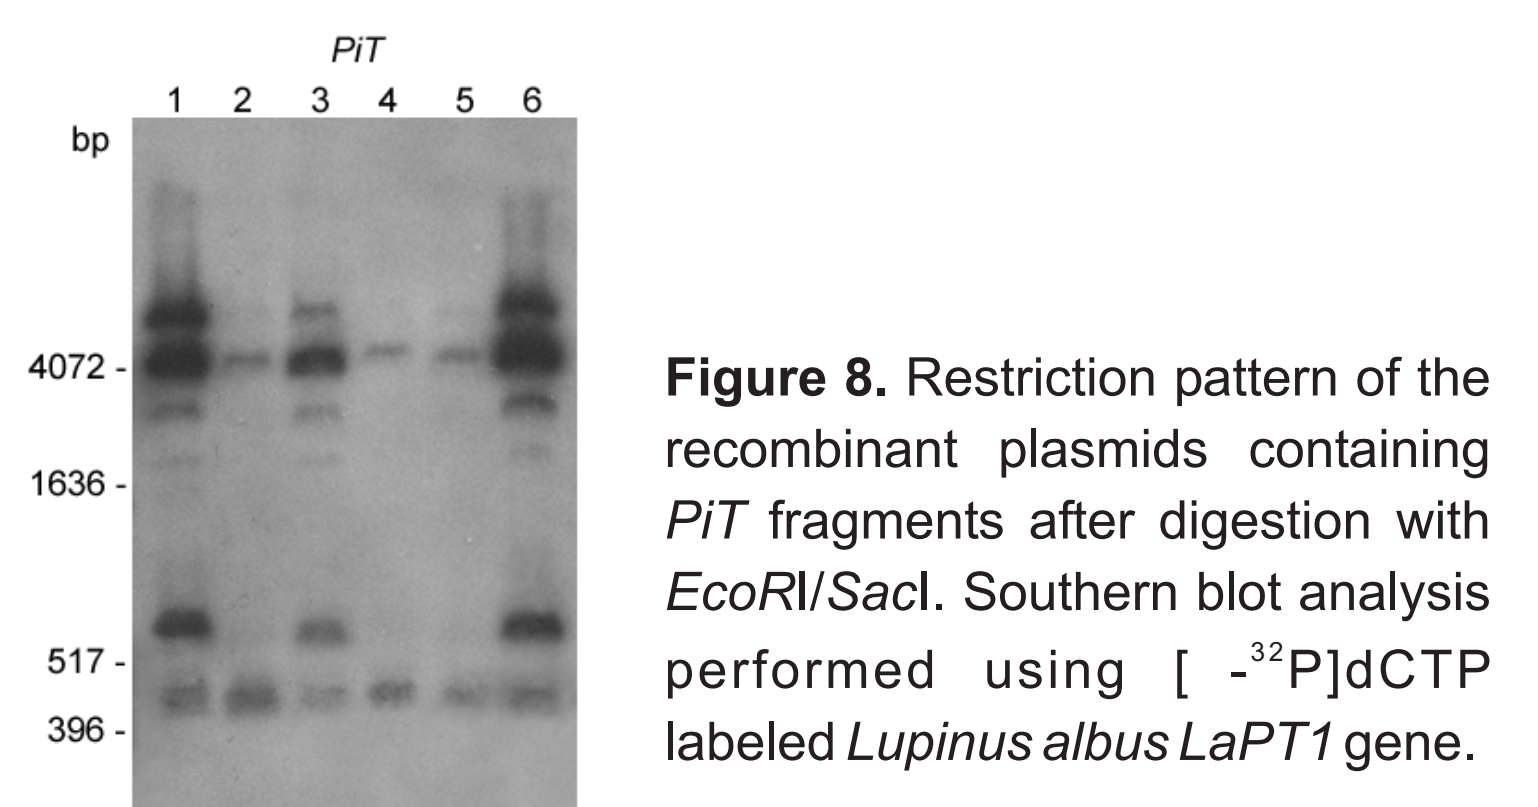 PiT
1 2 3 4 5 6
bp
4072 -
1636 -
517 -
396 -
Figure 8. Restriction pattern of the
recombinant plasmids containing
PiT fragments after digestion with
EcoRI/SacI. Southern blot analysis
performed using [ -³²P]dCTP
labeled Lupinus albus LaPT1 gene.